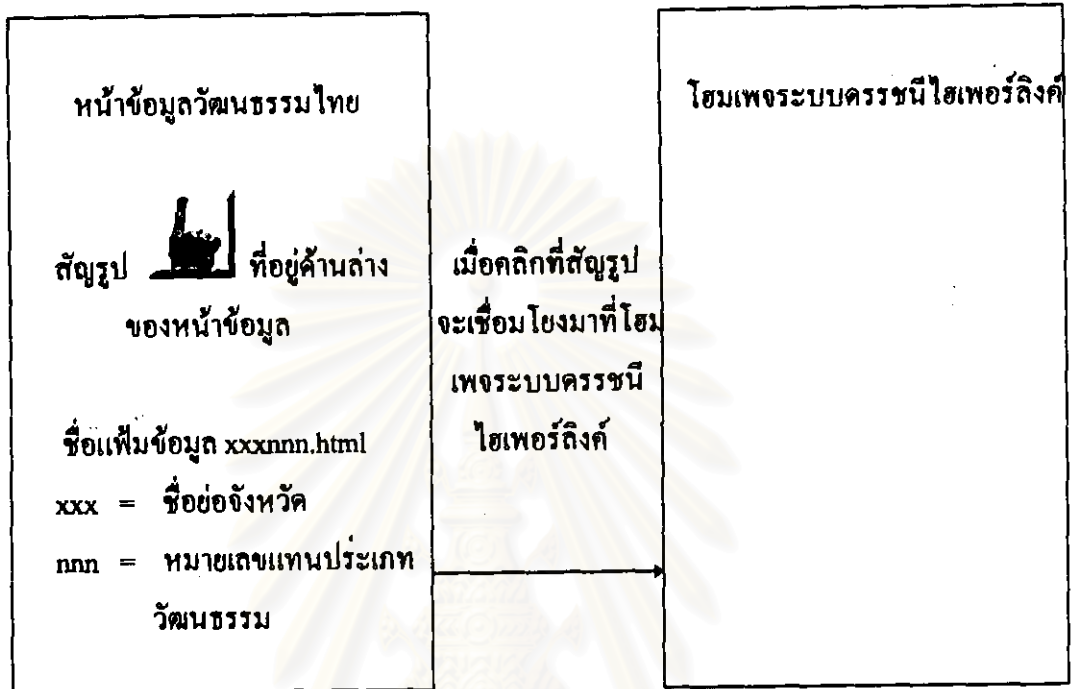 หน้าข้อมูลวัฒนธรรมไทย
สัญรูป ที่อยู่ด้านล่าง
ของหน้าข้อมูล
ชื่อแฟ้มข้อมูล xxxnnn.html
xxx = ชื่อย่อจังหวัด
nnn = หมายเลขแทนประเภท
วัฒนธรรม
เมื่อคลิกที่สัญรูป
จะเชื่อมโยงมาที่โฮม
เพจระบบดรรชนี
ไฮเพอร์ลิงค์
โฮมเพจระบบดรรชนีไฮเพอร์ลิงค์